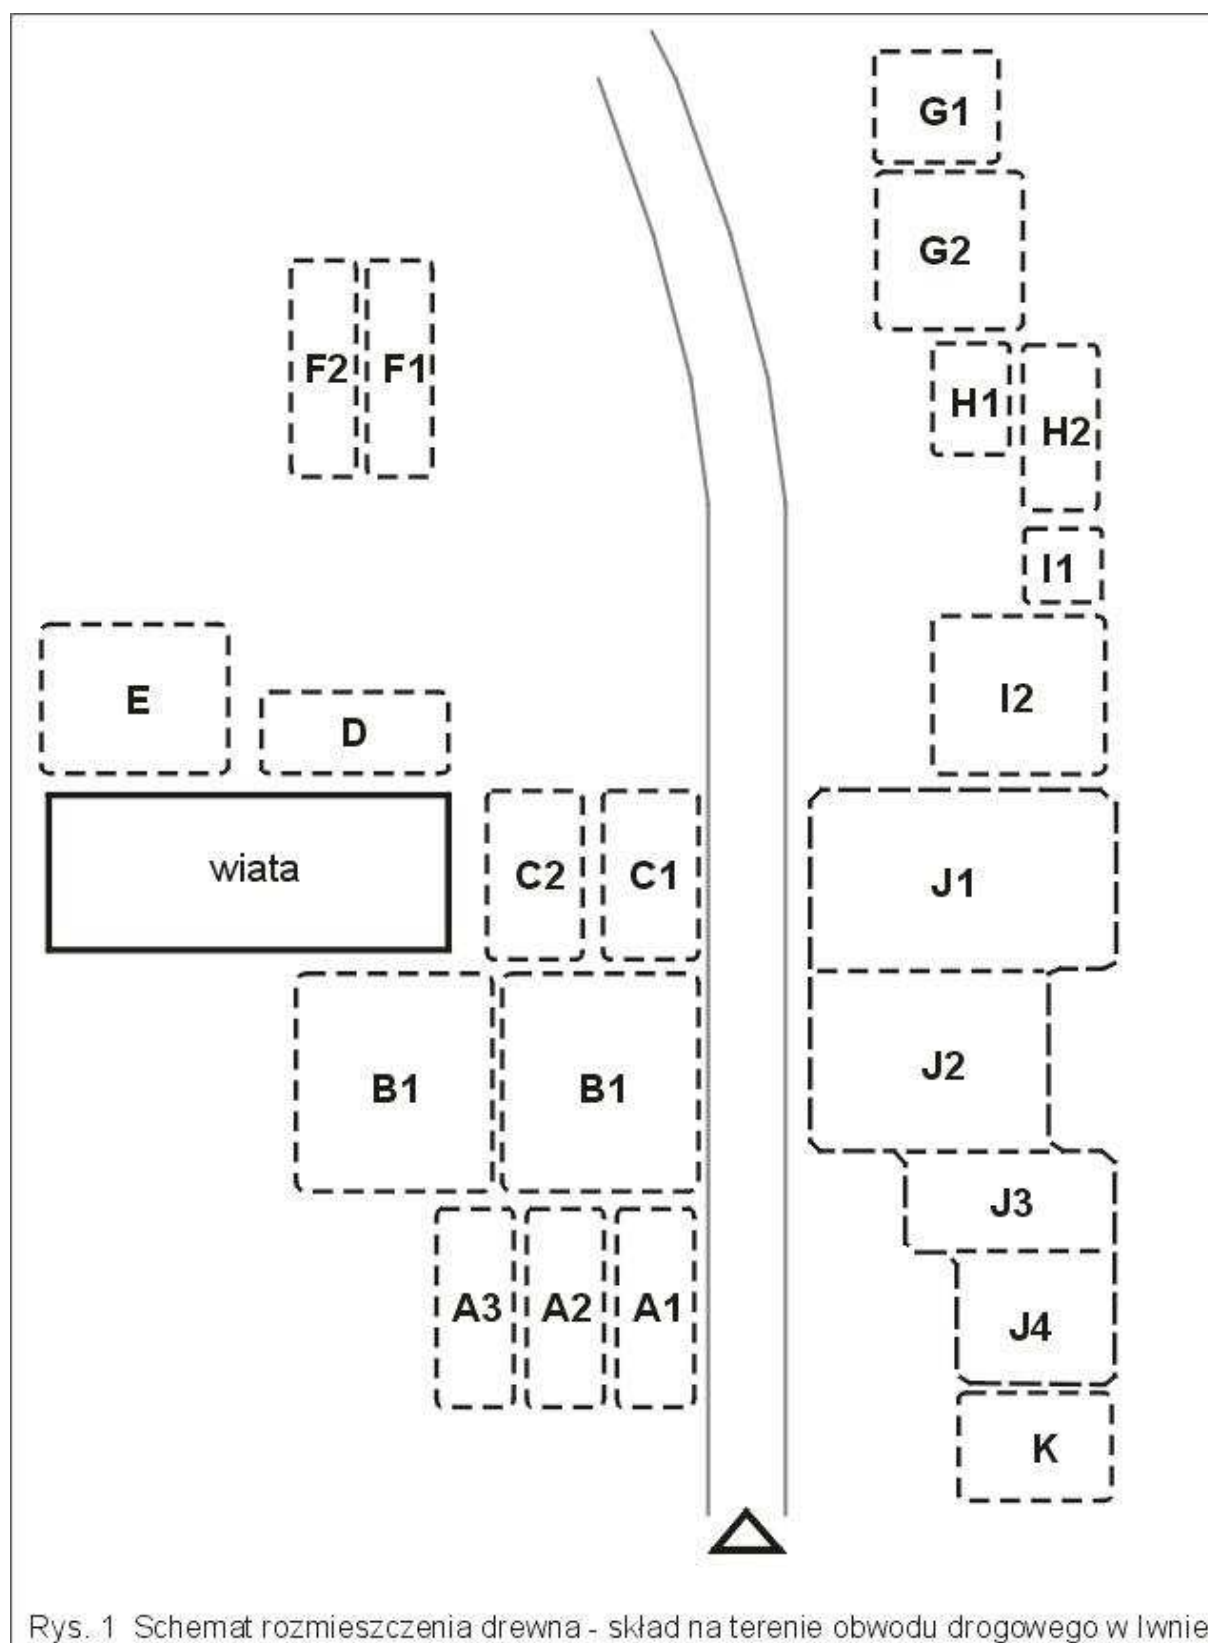 G1
G2
F2 F1
H1 H2
I1
E D I2
wiata C2 C1 J1
B1 B1 J2
J3
A3 A2 A1 J4
K
Rys. 1 Schemat rozmieszczenia drewna - skład na terenie obwodu drogowego w Iwnie